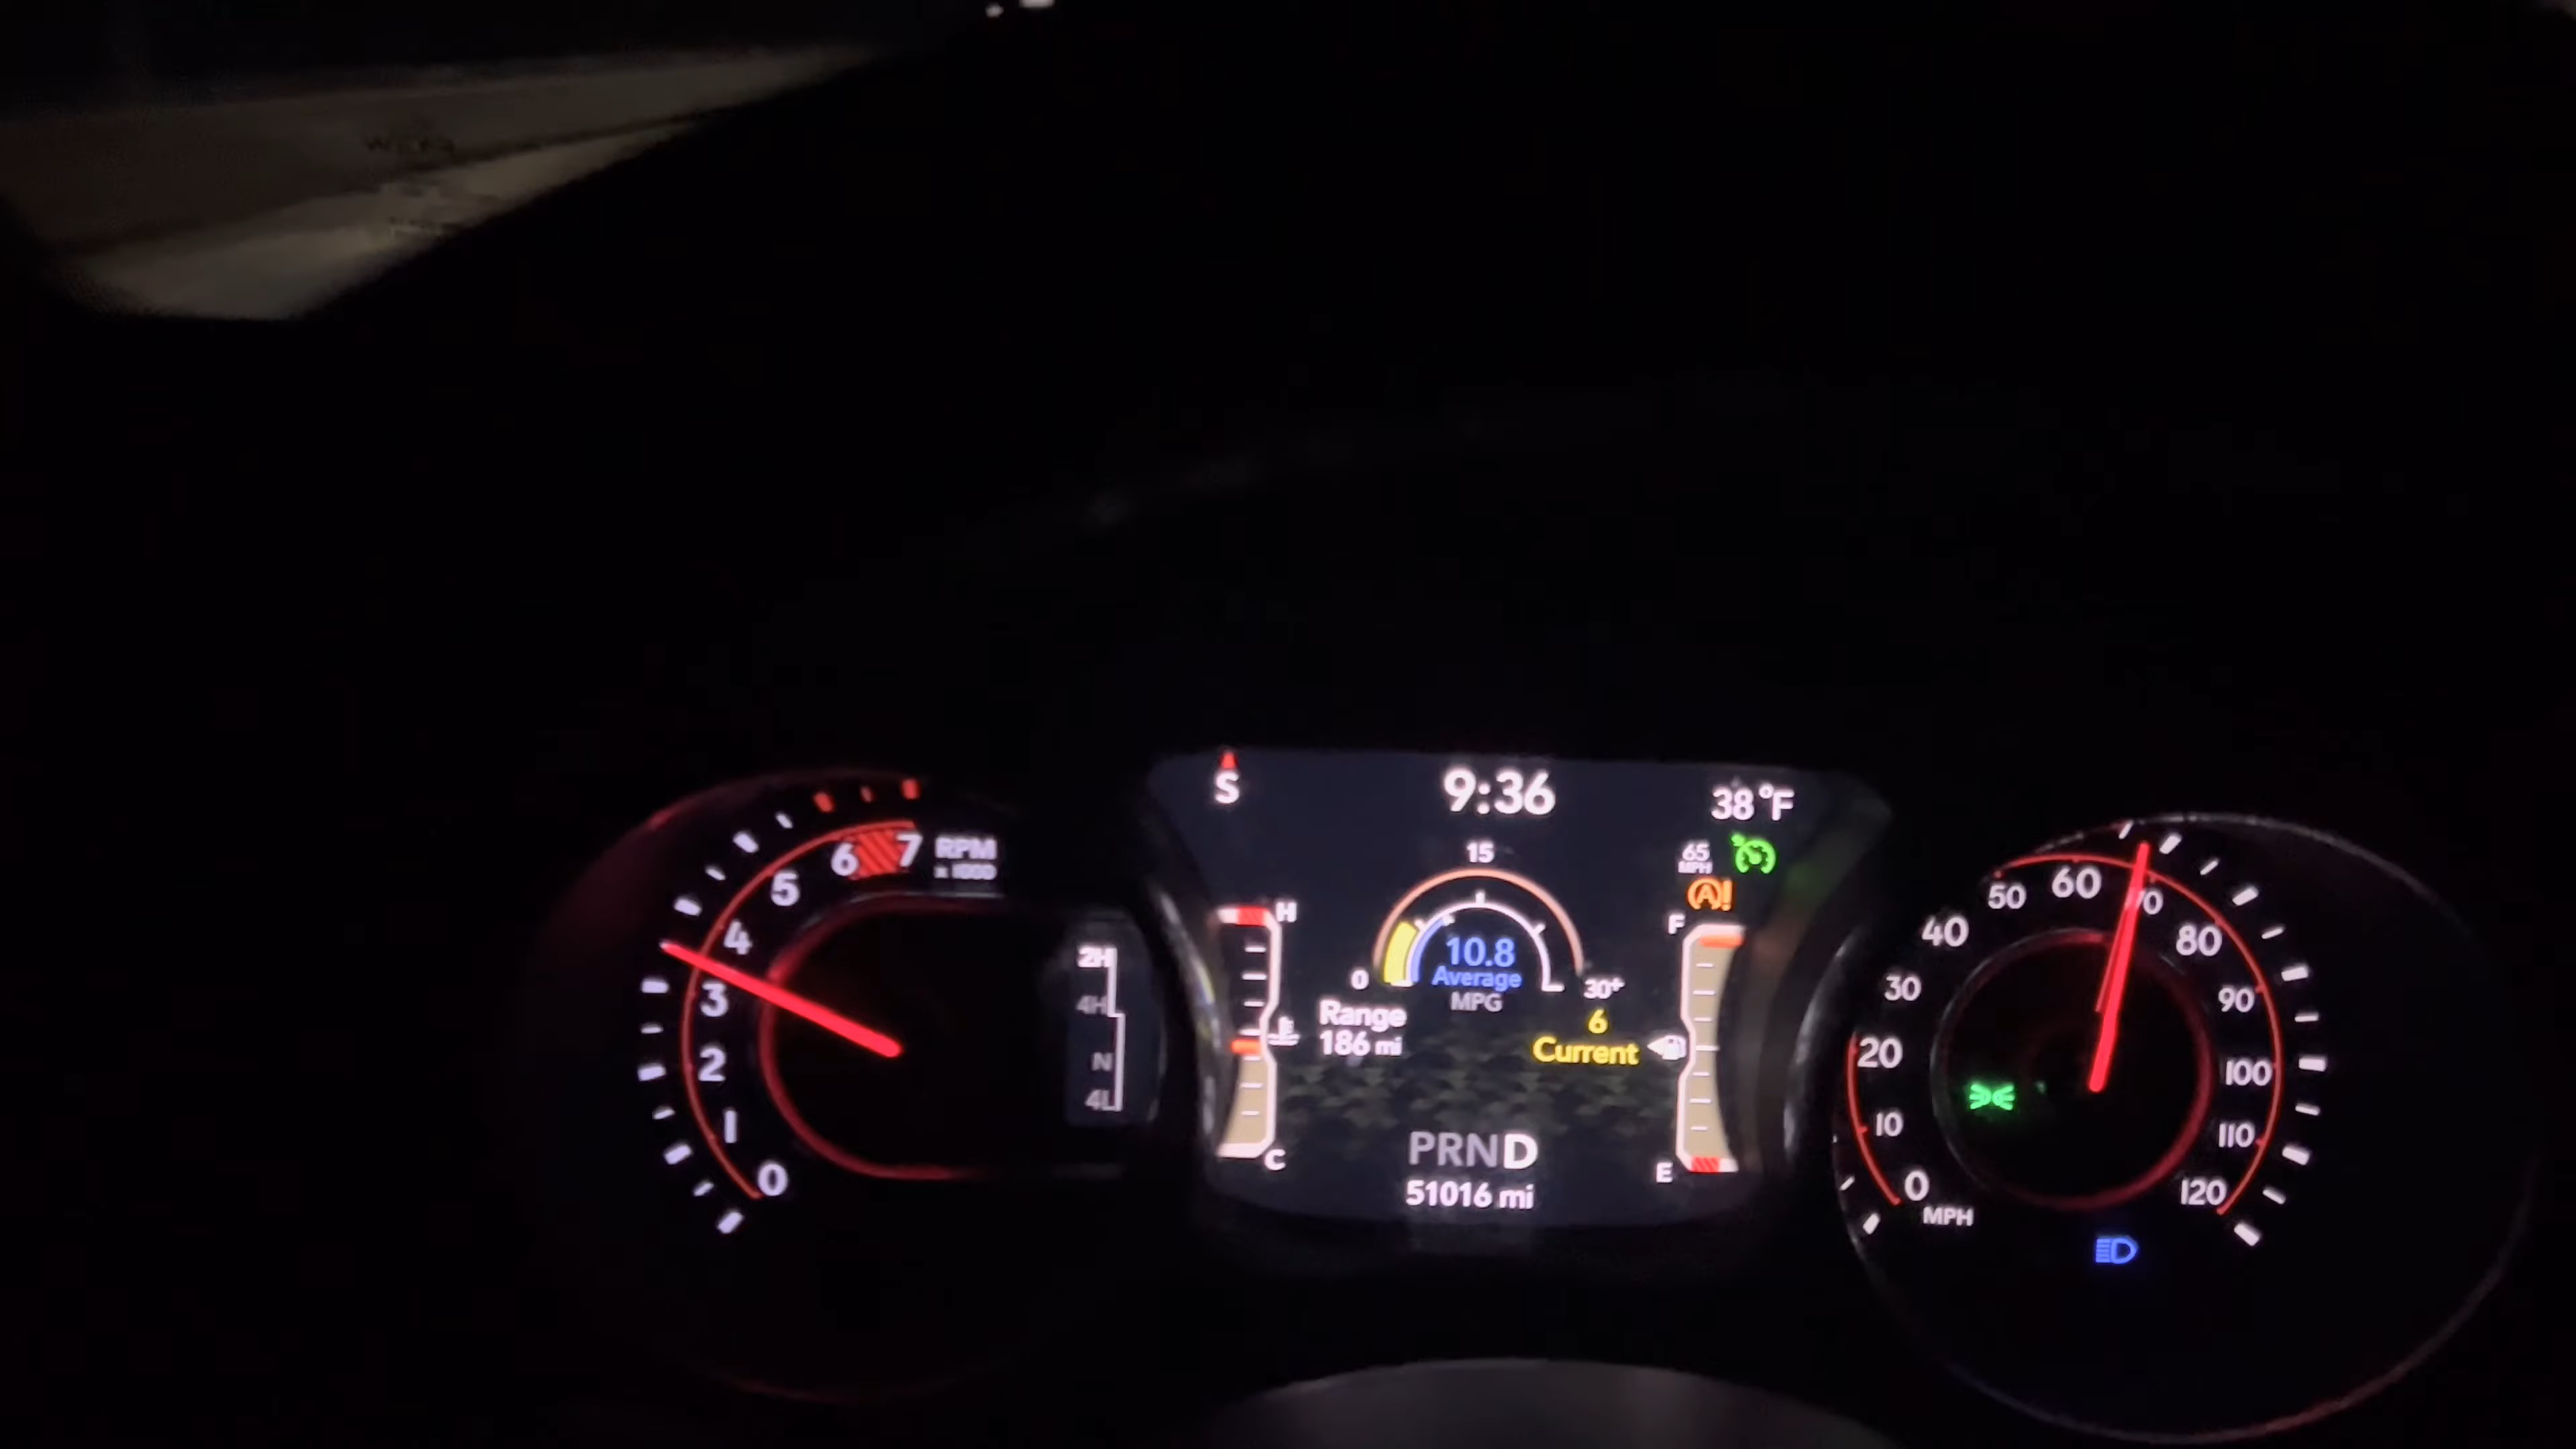 S
9:36
38°F
65
MPH
15
0
30+
10.8
Average
MPG
Range
186 mi
6
Current
H
C
F
E
PRND
51016 mi
7
6
5
4
3
2
1
0
RPM
x 1000
2H
4H
N
4L
0
10
20
30
40
50
60
70
80
90
100
110
120
MPH